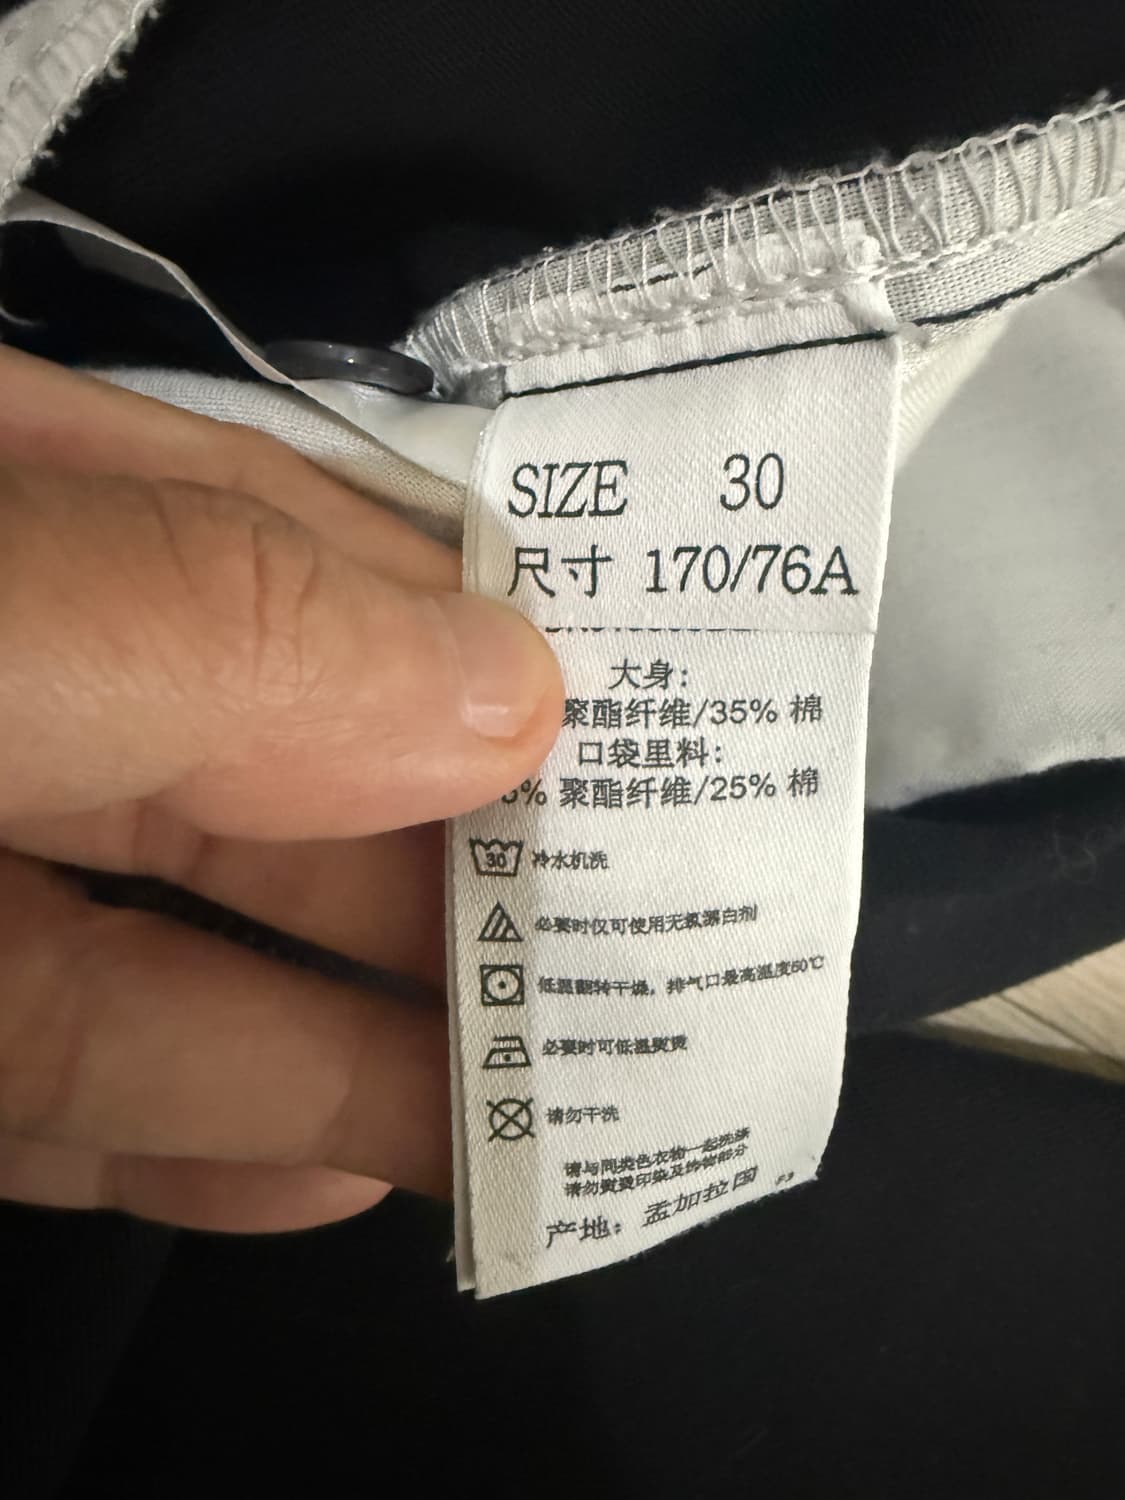 SIZE 30
尺寸 170/76A
大身:
聚酯纤维/35% 棉
口袋里料:
5% 聚酯纤维/25% 棉
30 冷水机洗
必要时仅可使用无氯漂白剂
低温翻转干燥，排气口最高温度60℃
必要时可低温熨烫
请勿干洗
请与同类色衣物一起洗涤
请勿熨烫印染及饰物部分
产地: 孟加拉国